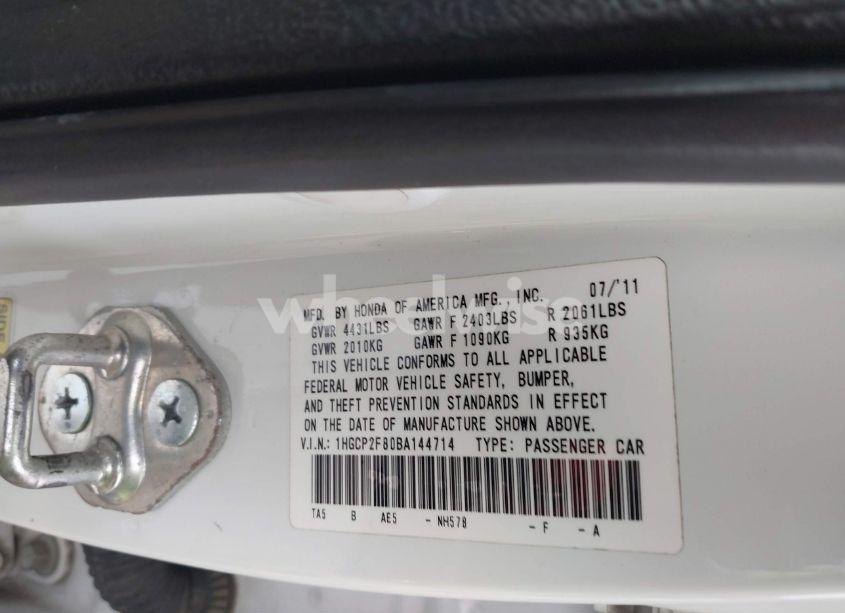 MFD. BY HONDA OF AMERICA MFG., INC. 07/'11
GVWR 4431LBS GAWR F 2403LBS R 2061LBS
GVWR 2010KG GAWR F 1090KG R 935KG
THIS VEHICLE CONFORMS TO ALL APPLICABLE
FEDERAL MOTOR VEHICLE SAFETY, BUMPER,
AND THEFT PREVENTION STANDARDS IN EFFECT
ON THE DATE OF MANUFACTURE SHOWN ABOVE.
V.I.N.: 1HGCP2F80BA144714 TYPE: PASSENGER CAR
TA5 B AE5 - NH578 - F - A
SIDE
wheelwise